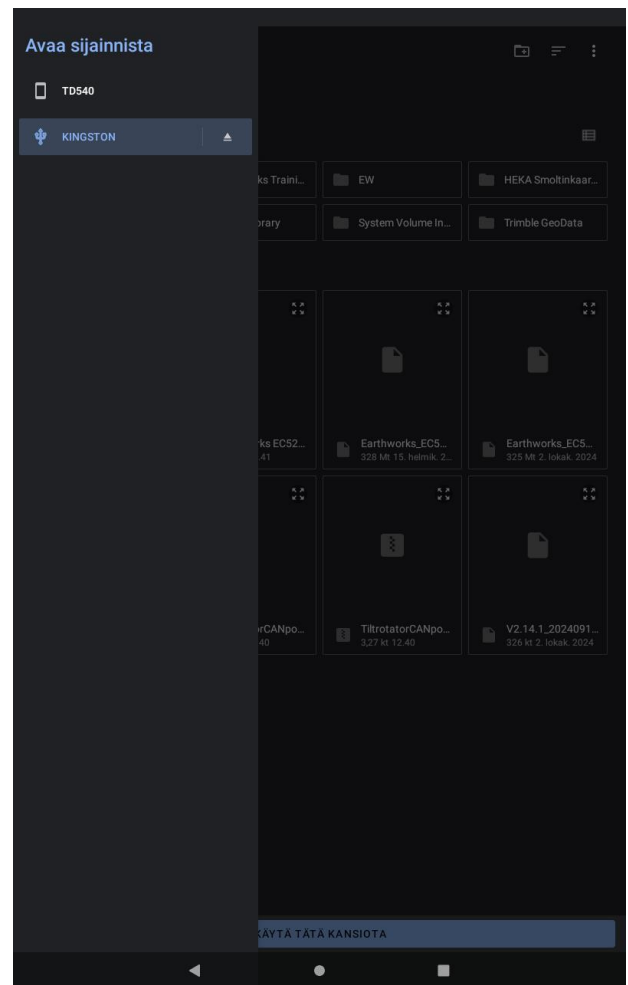 Avaa sijainnista
TD540
KINGSTON
ks Traini...
EW
HEKA Smoltinkaar...
orary
System Volume In...
Trimble GeoData
ks EC52...
.41
Earthworks_EC5...
328 Mt 15. helmik. 2...
Earthworks_EC5...
325 Mt 2. lokak. 2024
orCANpo...
40
TiltrotatorCANpo...
3,27 kt 12.40
V2.14.1_2024091...
326 kt 2. lokak. 2024
KÄYTÄ TÄTÄ KANSIOTA